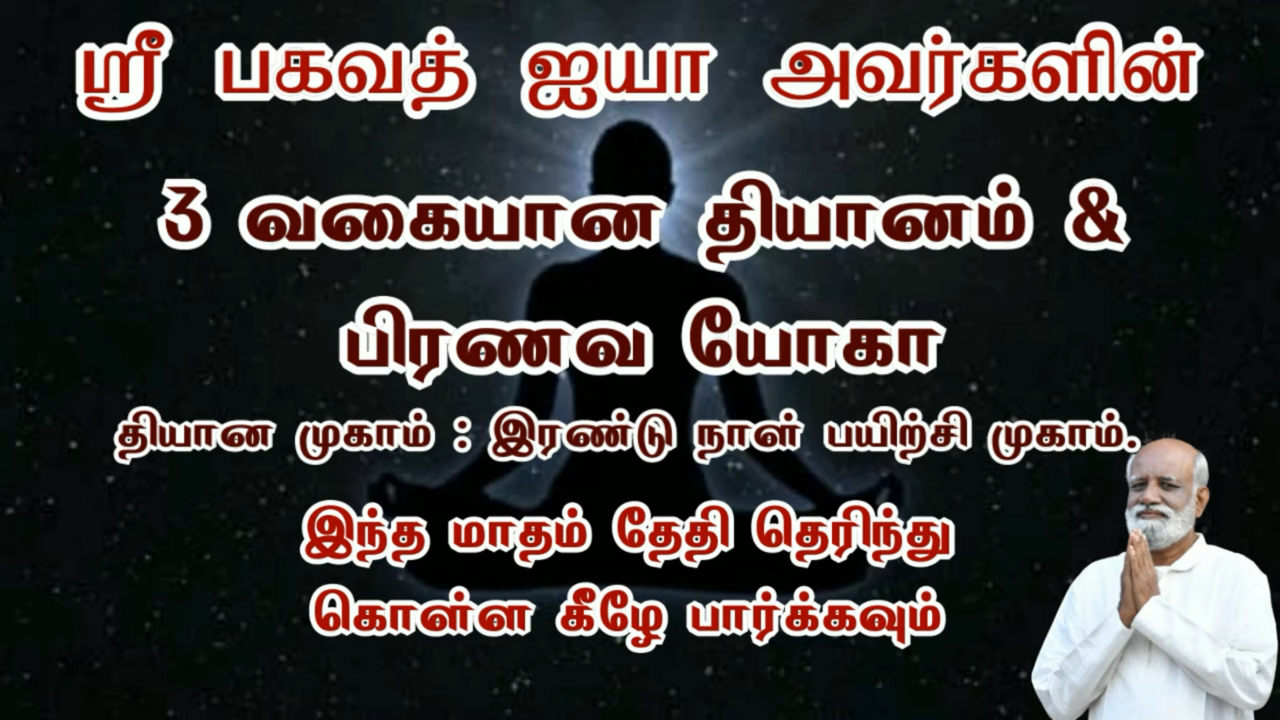 ஸ்ரீ பகவத் ஐயா அவர்களின்
3 வகையான தியானம் &
பிரணவ யோகா
தியான முகாம் : இரண்டு நாள் பயிற்சி முகாம்.
இந்த மாதம் தேதி தெரிந்து
கொள்ள கீழே பார்க்கவும்